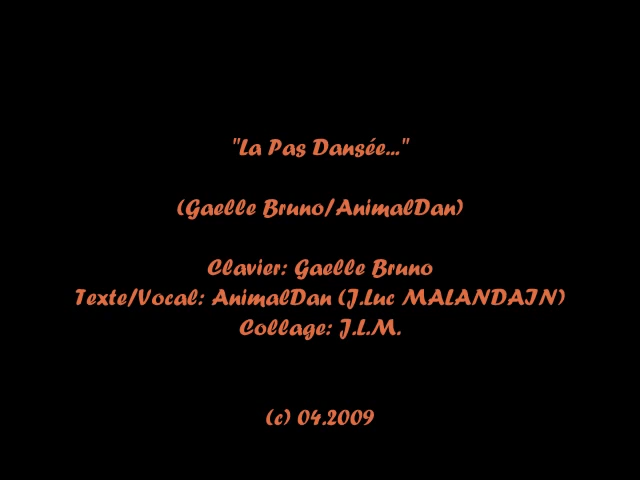 "La Pas Dansée..."
(Gaelle Bruno/AnimalDan)
Clavier: Gaelle Bruno
Texte/Vocal: AnimalDan (J.Luc MALANDAIN)
Collage: J.L.M.
(c) 04.2009